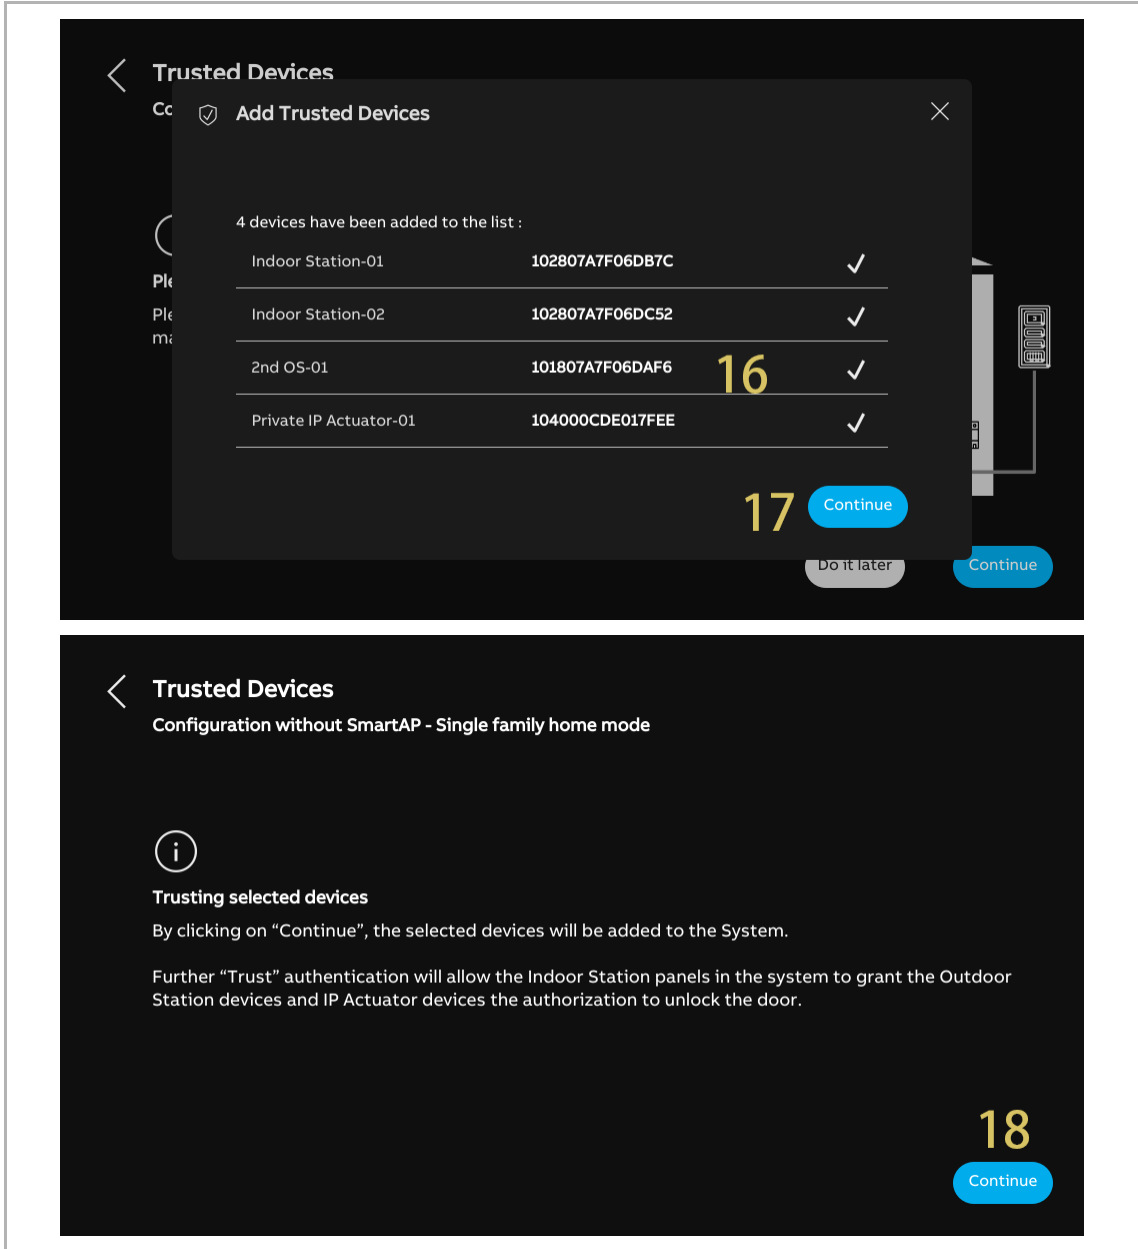 Trusted Devices
Co
Add Trusted Devices
4 devices have been added to the list :
Indoor Station-01 102807A7F06DB7C
Indoor Station-02 102807A7F06DC52
2nd OS-01 101807A7F06DAF6 16
Private IP Actuator-01 104000CDE017FEE
Ple
Ple
ma
17 Continue
Do it later Continue
Trusted Devices
Configuration without SmartAP - Single family home mode
i
Trusting selected devices
By clicking on “Continue”, the selected devices will be added to the System.
Further “Trust” authentication will allow the Indoor Station panels in the system to grant the Outdoor
Station devices and IP Actuator devices the authorization to unlock the door.
18
Continue